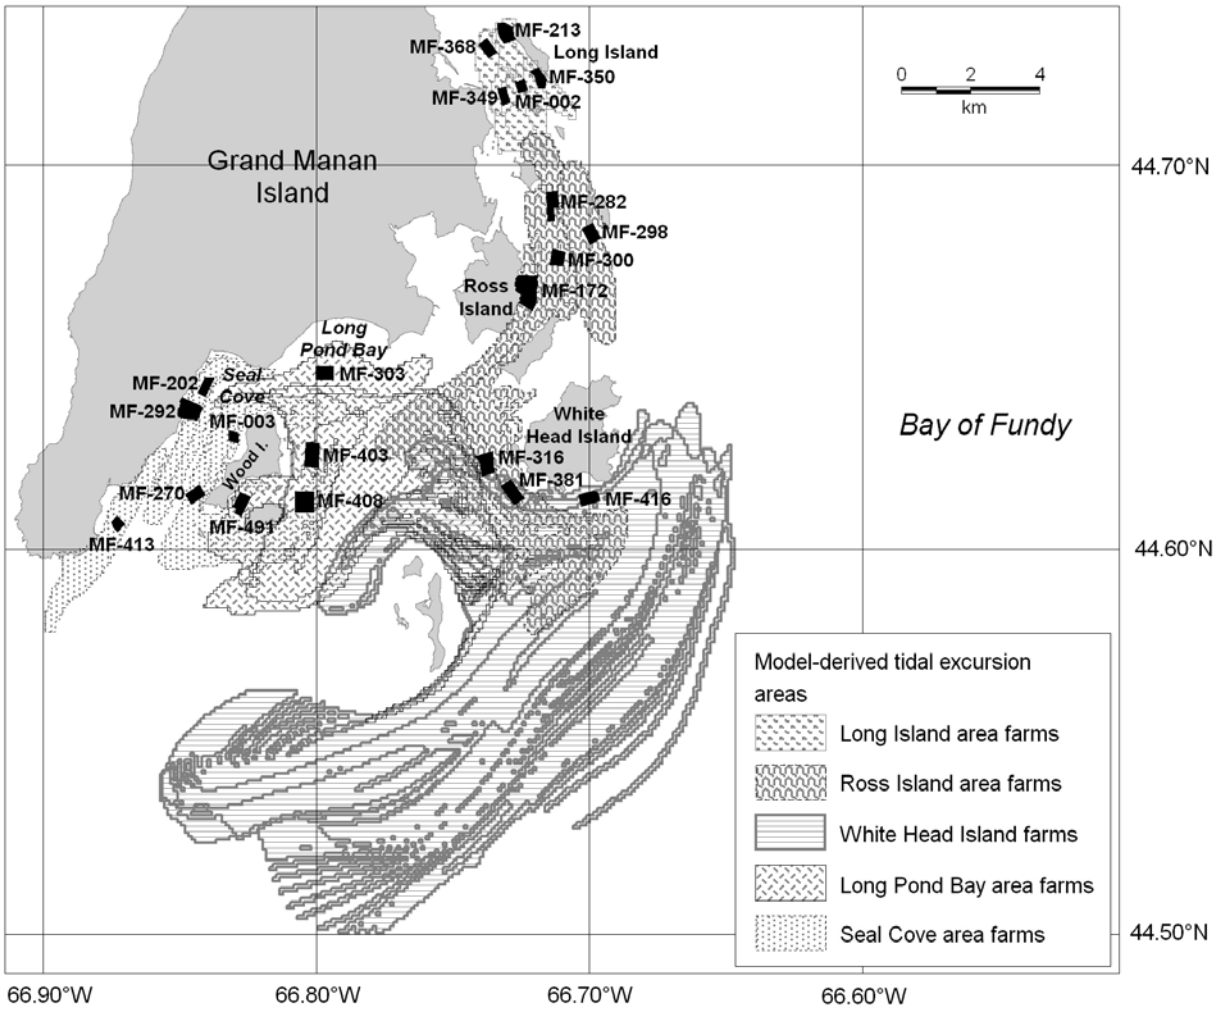 MF-213
MF-368
Long Island
MF-350
MF-349
MF-002
0 2 4
km
Grand Manan
Island
44.70°N
MF-282
MF-298
MF-300
Ross
Island
MF-172
Long
Pond Bay
MF-303
Seal
Cove
MF-202
MF-292
MF-003
White
Head Island
Bay of Fundy
Wood I.
MF-403
MF-316
MF-381
MF-270
MF-408
MF-416
MF-491
MF-413
44.60°N
Model-derived tidal excursion
areas
Long Island area farms
Ross Island area farms
White Head Island farms
Long Pond Bay area farms
Seal Cove area farms
44.50°N
66.90°W 66.80°W 66.70°W 66.60°W